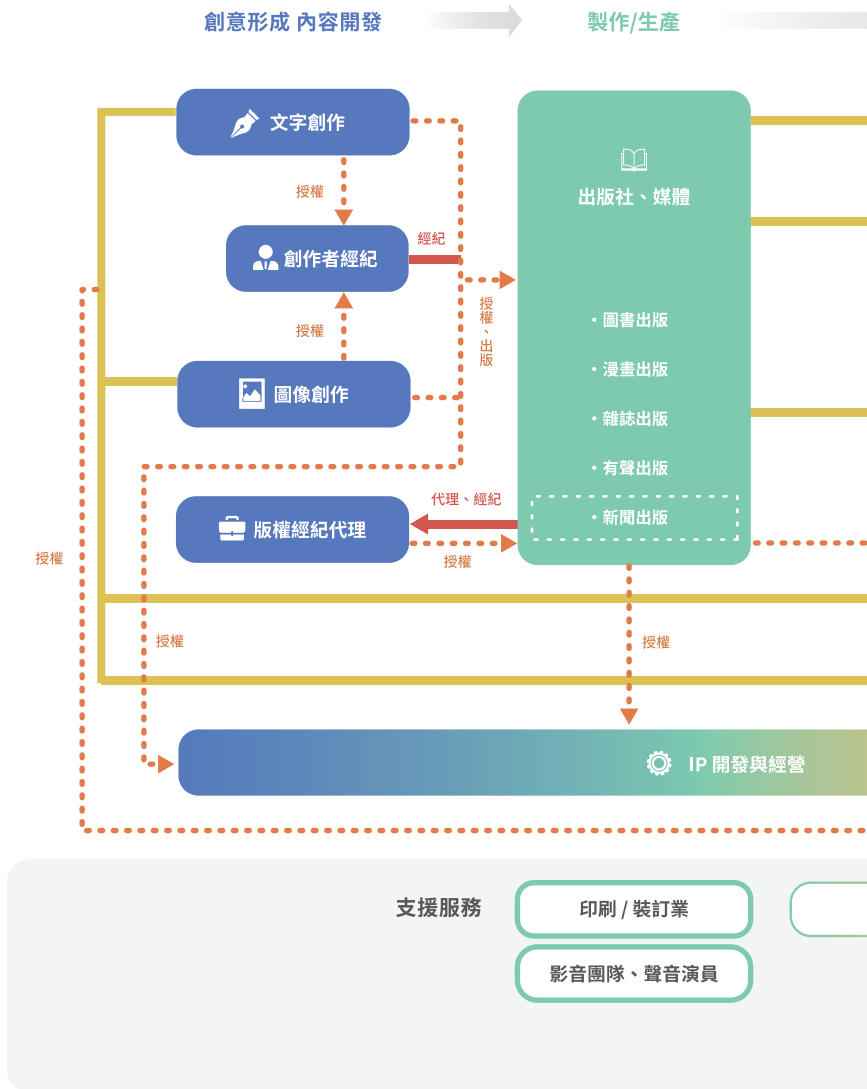 創意形成 內容開發
製作/生產
文字創作
授權
創作者經紀
經紀
授權
圖像創作
授權、出版
出版社、媒體
・圖書出版
・漫畫出版
・雜誌出版
・有聲出版
・新聞出版
代理、經紀
版權經紀代理
授權
授權
授權
授權
IP 開發與經營
支援服務
印刷 / 裝訂業
影音團隊、聲音演員